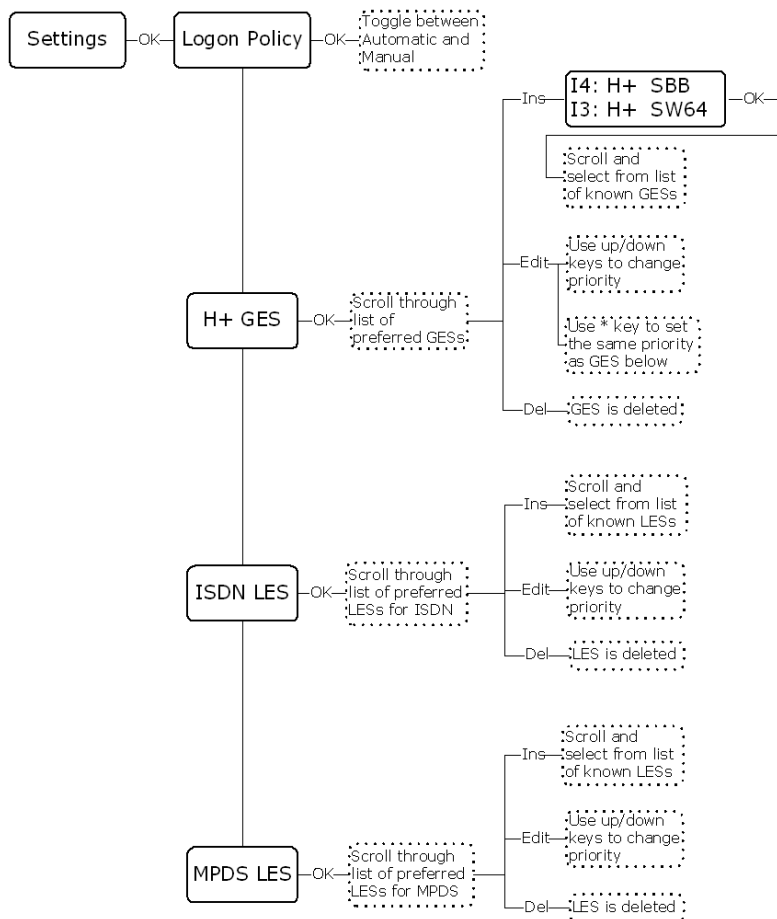 Settings
OK
Logon Policy
OK
Toggle between
Automatic and
Manual
Ins
I4: H+ SBB
I3: H+ SW64
OK
Scroll and
select from list
of known GESs
H+ GES
OK
Scroll through
list of
preferred GESs
Edit
Use up/down
keys to change
priority
Use * key to set
the same priority
as GES below
Del
GES is deleted
ISDN LES
OK
Scroll through
list of preferred
LESs for ISDN
Ins
Scroll and
select from list
of known LESs
Edit
Use up/down
keys to change
priority
Del
LES is deleted
MPDS LES
OK
Scroll through
list of preferred
LESs for MPDS
Ins
Scroll and
select from list
of known LESs
Edit
Use up/down
keys to change
priority
Del
LES is deleted